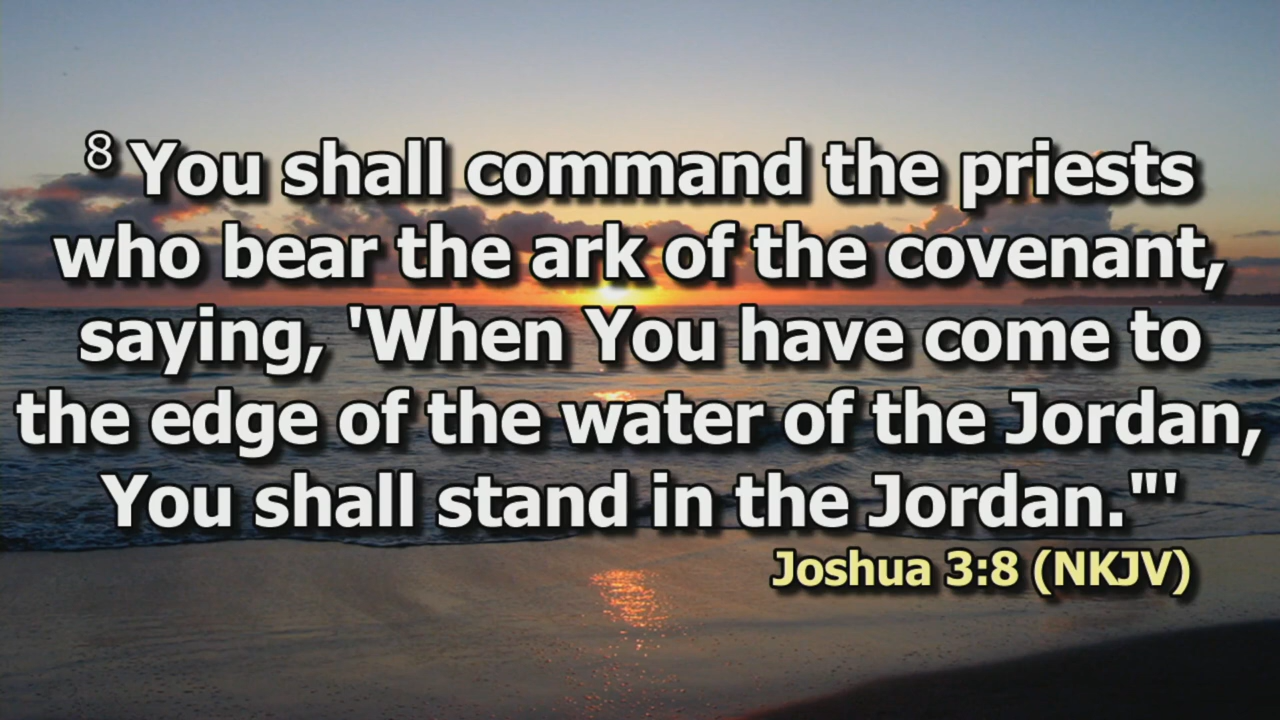 8 You shall command the priests
who bear the ark of the covenant,
saying, 'When You have come to
the edge of the water of the Jordan,
You shall stand in the Jordan."'
Joshua 3:8 (NKJV)